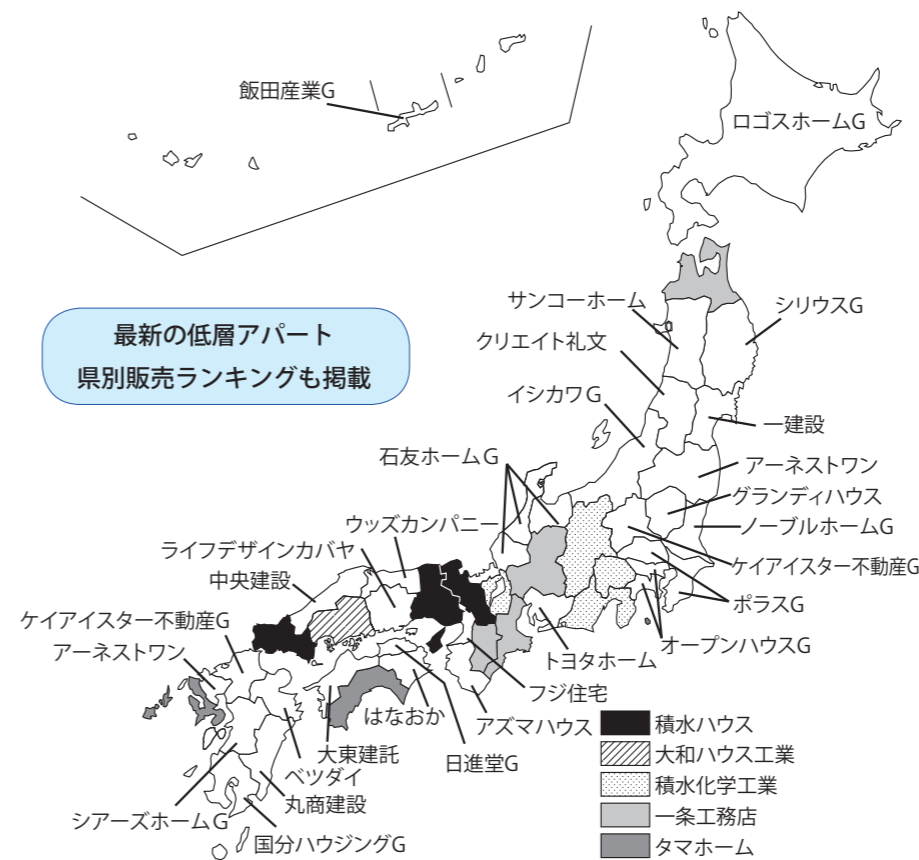 飯田産業G
ロゴスホームG
最新の低層アパート
県別販売ランキングも掲載
サンコーホーム
シリウスG
クリエイト礼文
イシカワG
一建設
石友ホームG
アーネストワン
グランディハウス
ウッズカンパニー
ノーブルホームG
ライフデザインカバヤ
ケイアイスター不動産G
中央建設
ポラスG
ケイアイスター不動産G
オープンハウスG
アーネストワン
トヨタホーム
フジ住宅
はなおか
アズマハウス
積水ハウス
大東建託
日進堂G
大和ハウス工業
ベツダイ
積水化学工業
丸商建設
シアーズホームG
一条工務店
国分ハウジングG
タマホーム